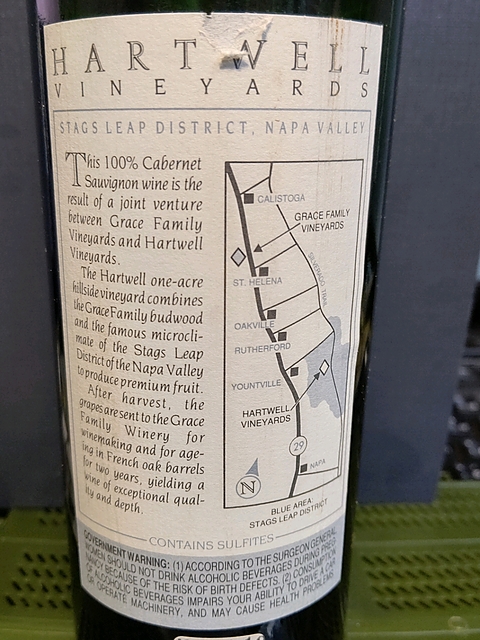 HARTWELL
VINEYARDS
STAGS LEAP DISTRICT, NAPA VALLEY
This 100% Cabernet
Sauvignon wine is the
result of a joint venture
between Grace Family
Vineyards and Hartwell
Vineyards.
The Hartwell one-acre
hillside vineyard combines
the Grace Family budwood
and the famous microcli-
mate of the Stags Leap
District of the Napa Valley
to produce premium fruit.
After harvest, the
grapes are sent to the Grace
Family Winery for
winemaking and for age-
ing in French oak barrels
for two years, yielding a
wine of exceptional qual-
ity and depth.
CALISTOGA
GRACE FAMILY
VINEYARDS
SILVERADO TRAIL
ST. HELENA
OAKVILLE
RUTHERFORD
YOUNTVILLE
HARTWELL
VINEYARDS
29
N
NAPA
BLUE AREA:
STAGS LEAP DISTRICT
CONTAINS SULFITES
GOVERNMENT WARNING: (1) ACCORDING TO THE SURGEON GENERAL
WOMEN SHOULD NOT DRINK ALCOHOLIC BEVERAGES DURING PREG
NANCY BECAUSE OF THE RISK OF BIRTH DEFECTS. (2) CONSUMPTION
OF ALCOHOLIC BEVERAGES IMPAIRS YOUR ABILITY TO DRIVE A CAR
OR OPERATE MACHINERY, AND MAY CAUSE HEALTH PROBLEMS